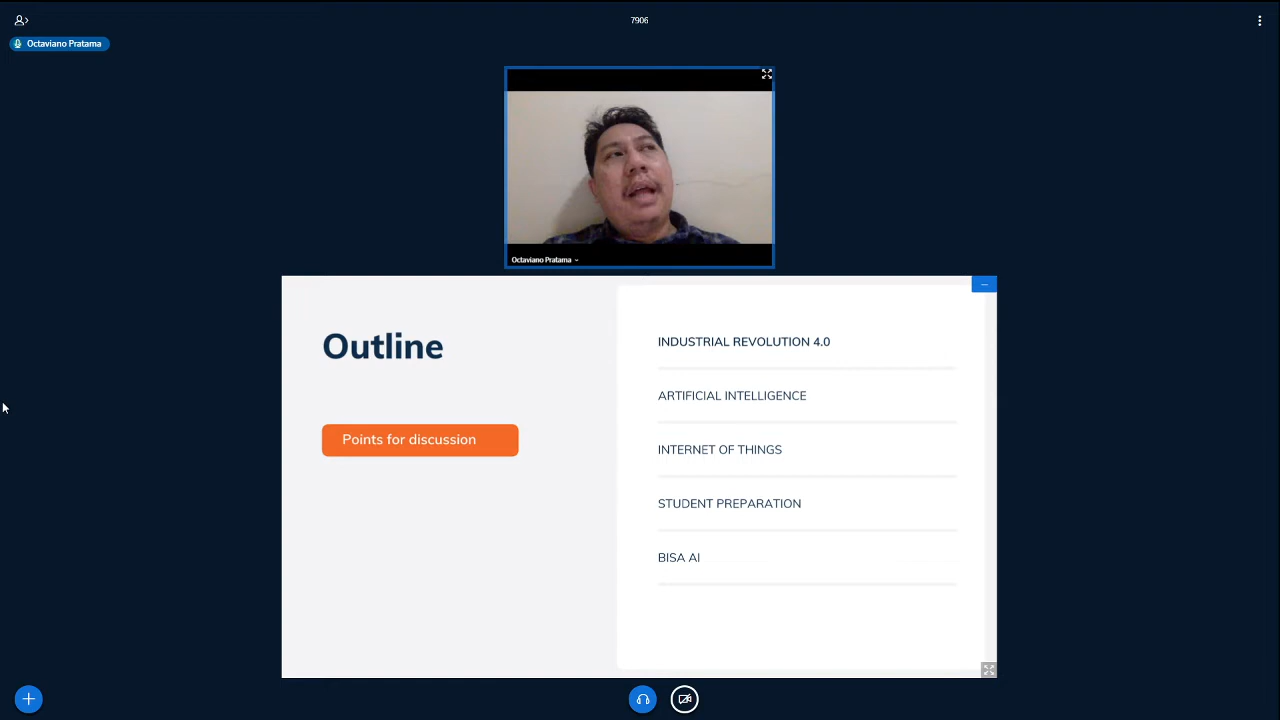 7906
Octaviano Pratama
Octaviano Pratama
Outline
Points for discussion
INDUSTRIAL REVOLUTION 4.0
ARTIFICIAL INTELLIGENCE
INTERNET OF THINGS
STUDENT PREPARATION
BISA AI